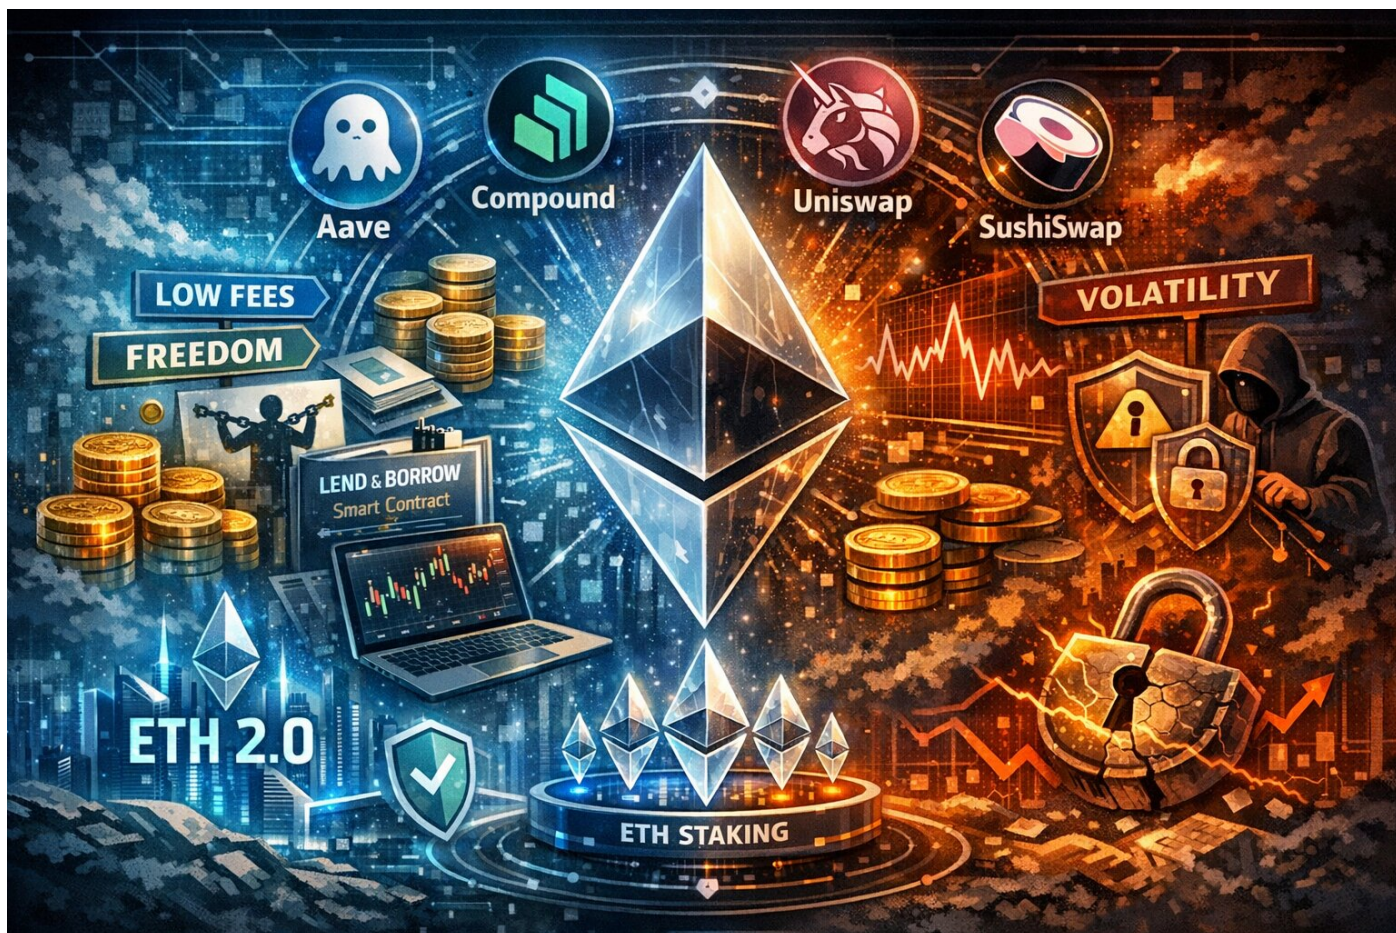 Aave
Compound
Uniswap
SushiSwap
LOW FEES
FREEDOM
VOLATILITY
LEND & BORROW
Smart Contract
ETH 2.0
ETH STAKING